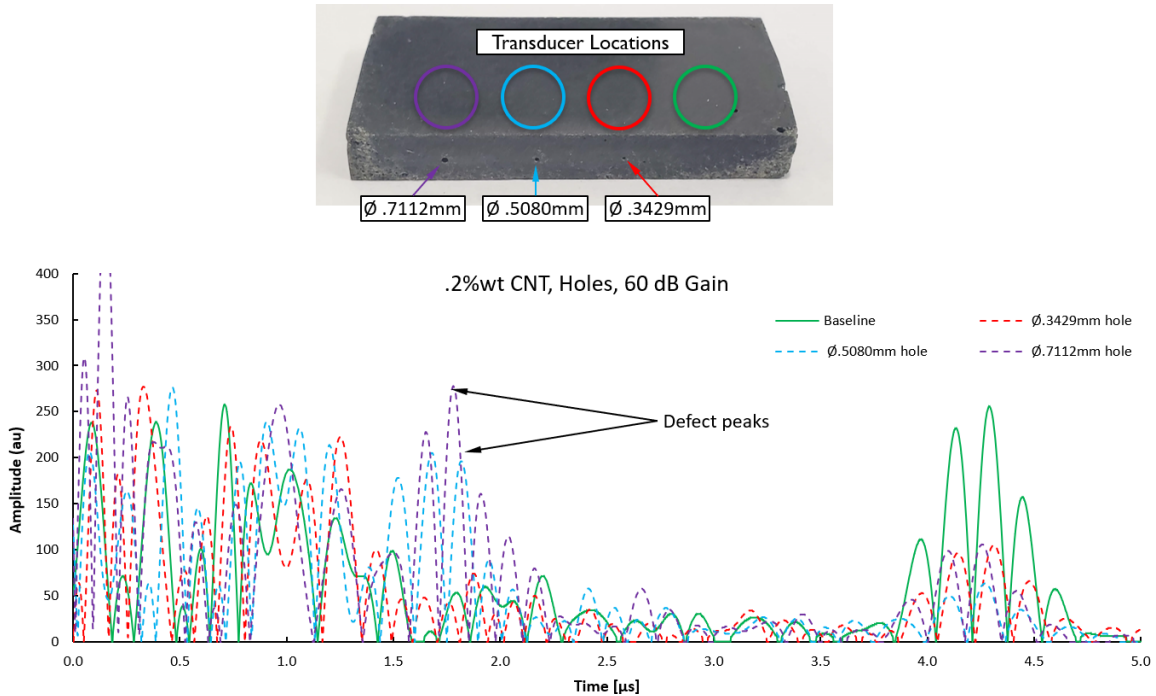 Transducer Locations
Ø .7112mm
Ø .5080mm
Ø .3429mm
.2%wt CNT, Holes, 60 dB Gain
Baseline
Ø.3429mm hole
Ø.5080mm hole
Ø.7112mm hole
Defect peaks
Amplitude (au)
400
350
300
250
200
150
100
50
0
0.0 0.5 1.0 1.5 2.0 2.5 3.0 3.5 4.0 4.5 5.0
Time [µs]